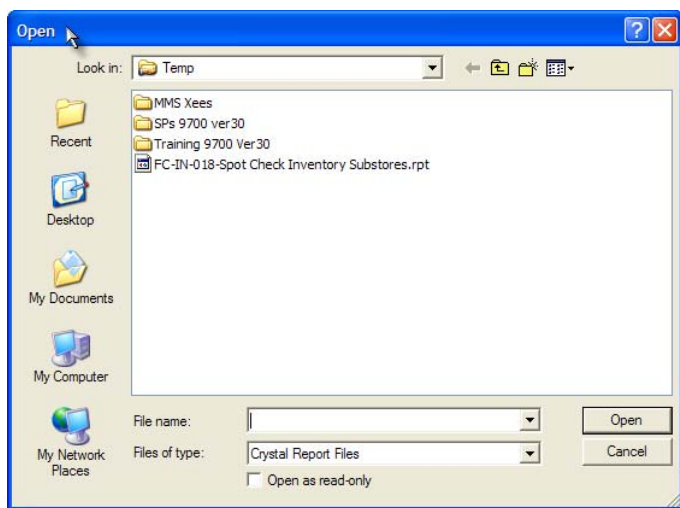 Open
Look in: Temp
MMS Xees
SPs 9700 ver30
Training 9700 Ver30
FC-IN-018-Spot Check Inventory Substores.rpt
Recent
Desktop
My Documents
My Computer
My Network
Places
File name:
Open
Files of type: Crystal Report Files
Cancel
Open as read-only